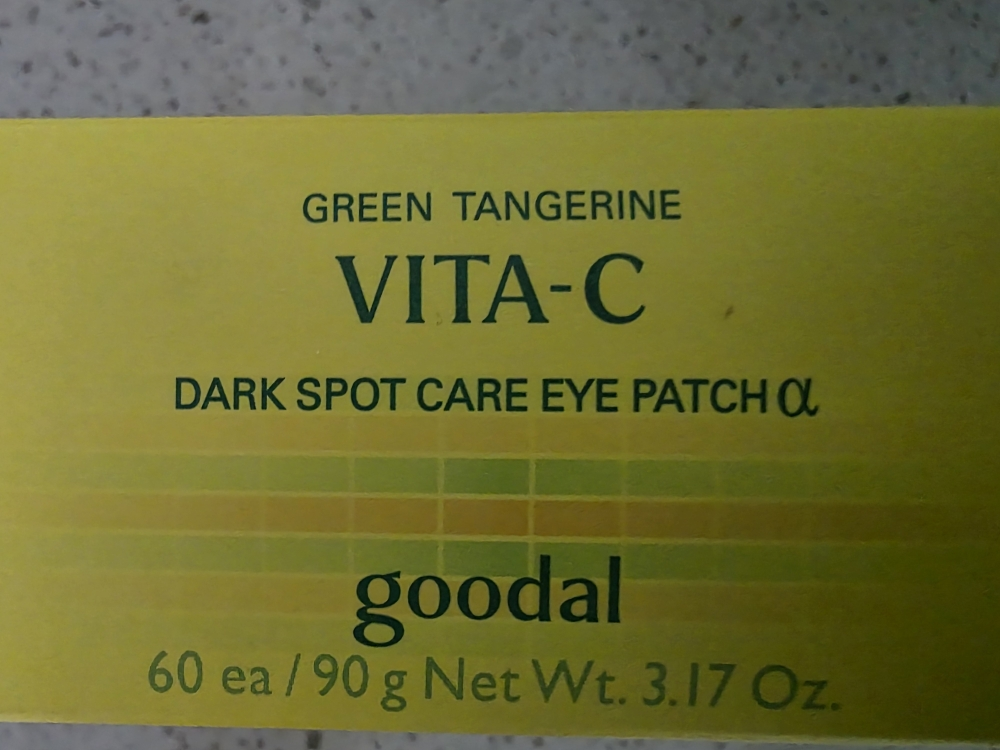 GREEN TANGERINE
VITA-C
DARK SPOT CARE EYE PATCH α
goodal
60 ea / 90 g Net Wt. 3.17 Oz.